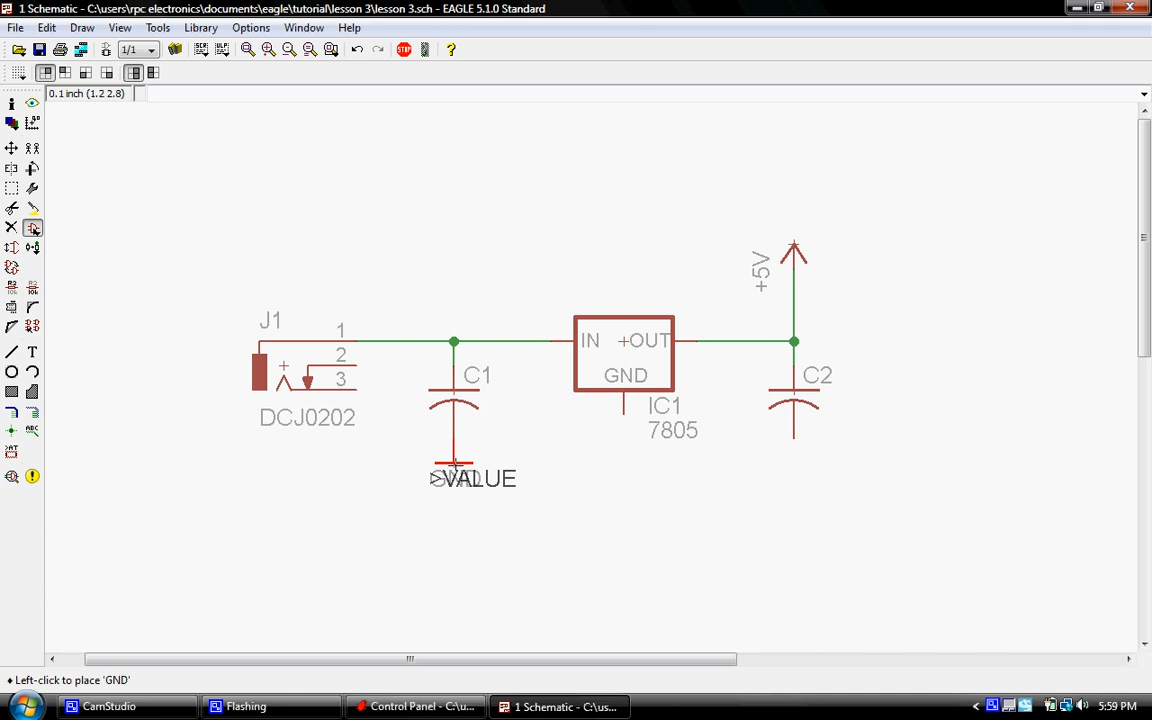 1 Schematic - C:\users\rpc electronics\documents\eagle\tutorial\lesson 3\lesson 3.sch - EAGLE 5.1.0 Standard
File Edit Draw View Tools Library Options Window Help
1/1
0.1 inch (1.2 2.8)
+5V
J1
1
2
3
DCJ0202
C1
IN +OUT
GND
IC1
7805
C2
GND
>VALUE
Left-click to place 'GND'
CamStudio
Flashing
Control Panel - C:\u...
1 Schematic - C:\us...
5:59 PM